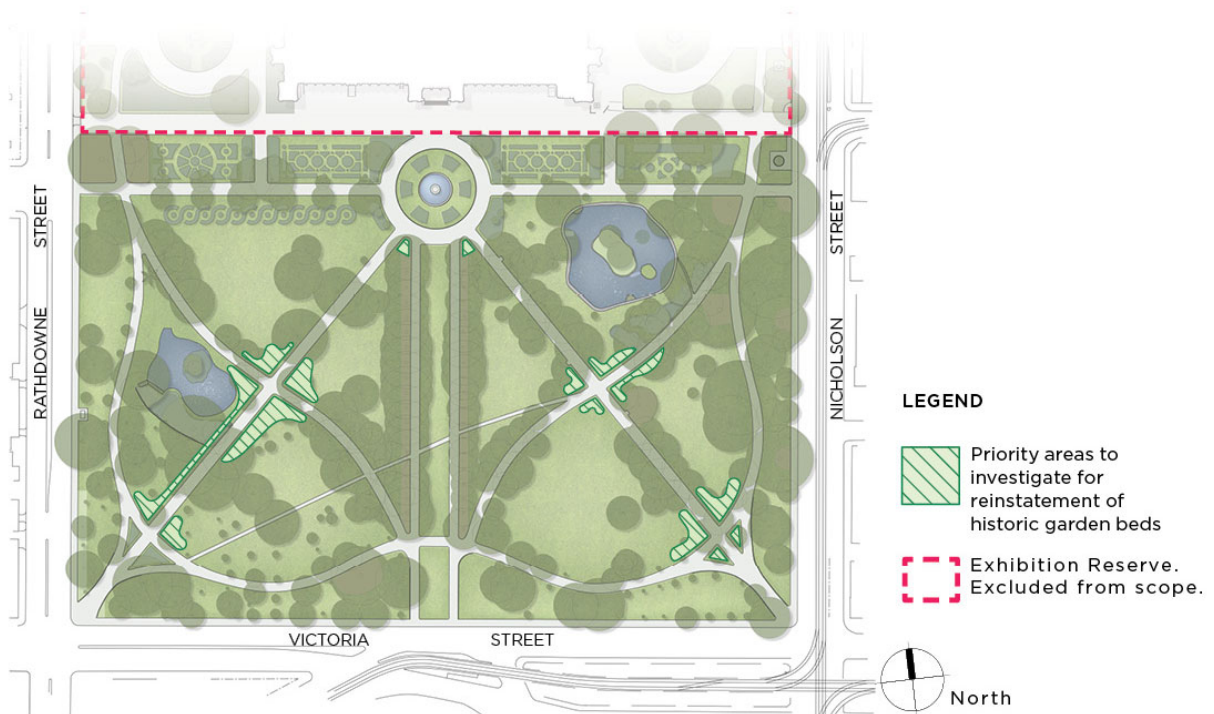 RATHDOWNE STREET
NICHOLSON STREET
VICTORIA STREET
LEGEND
Priority areas to
investigate for
reinstatement of
historic garden beds
Exhibition Reserve.
Excluded from scope.
North